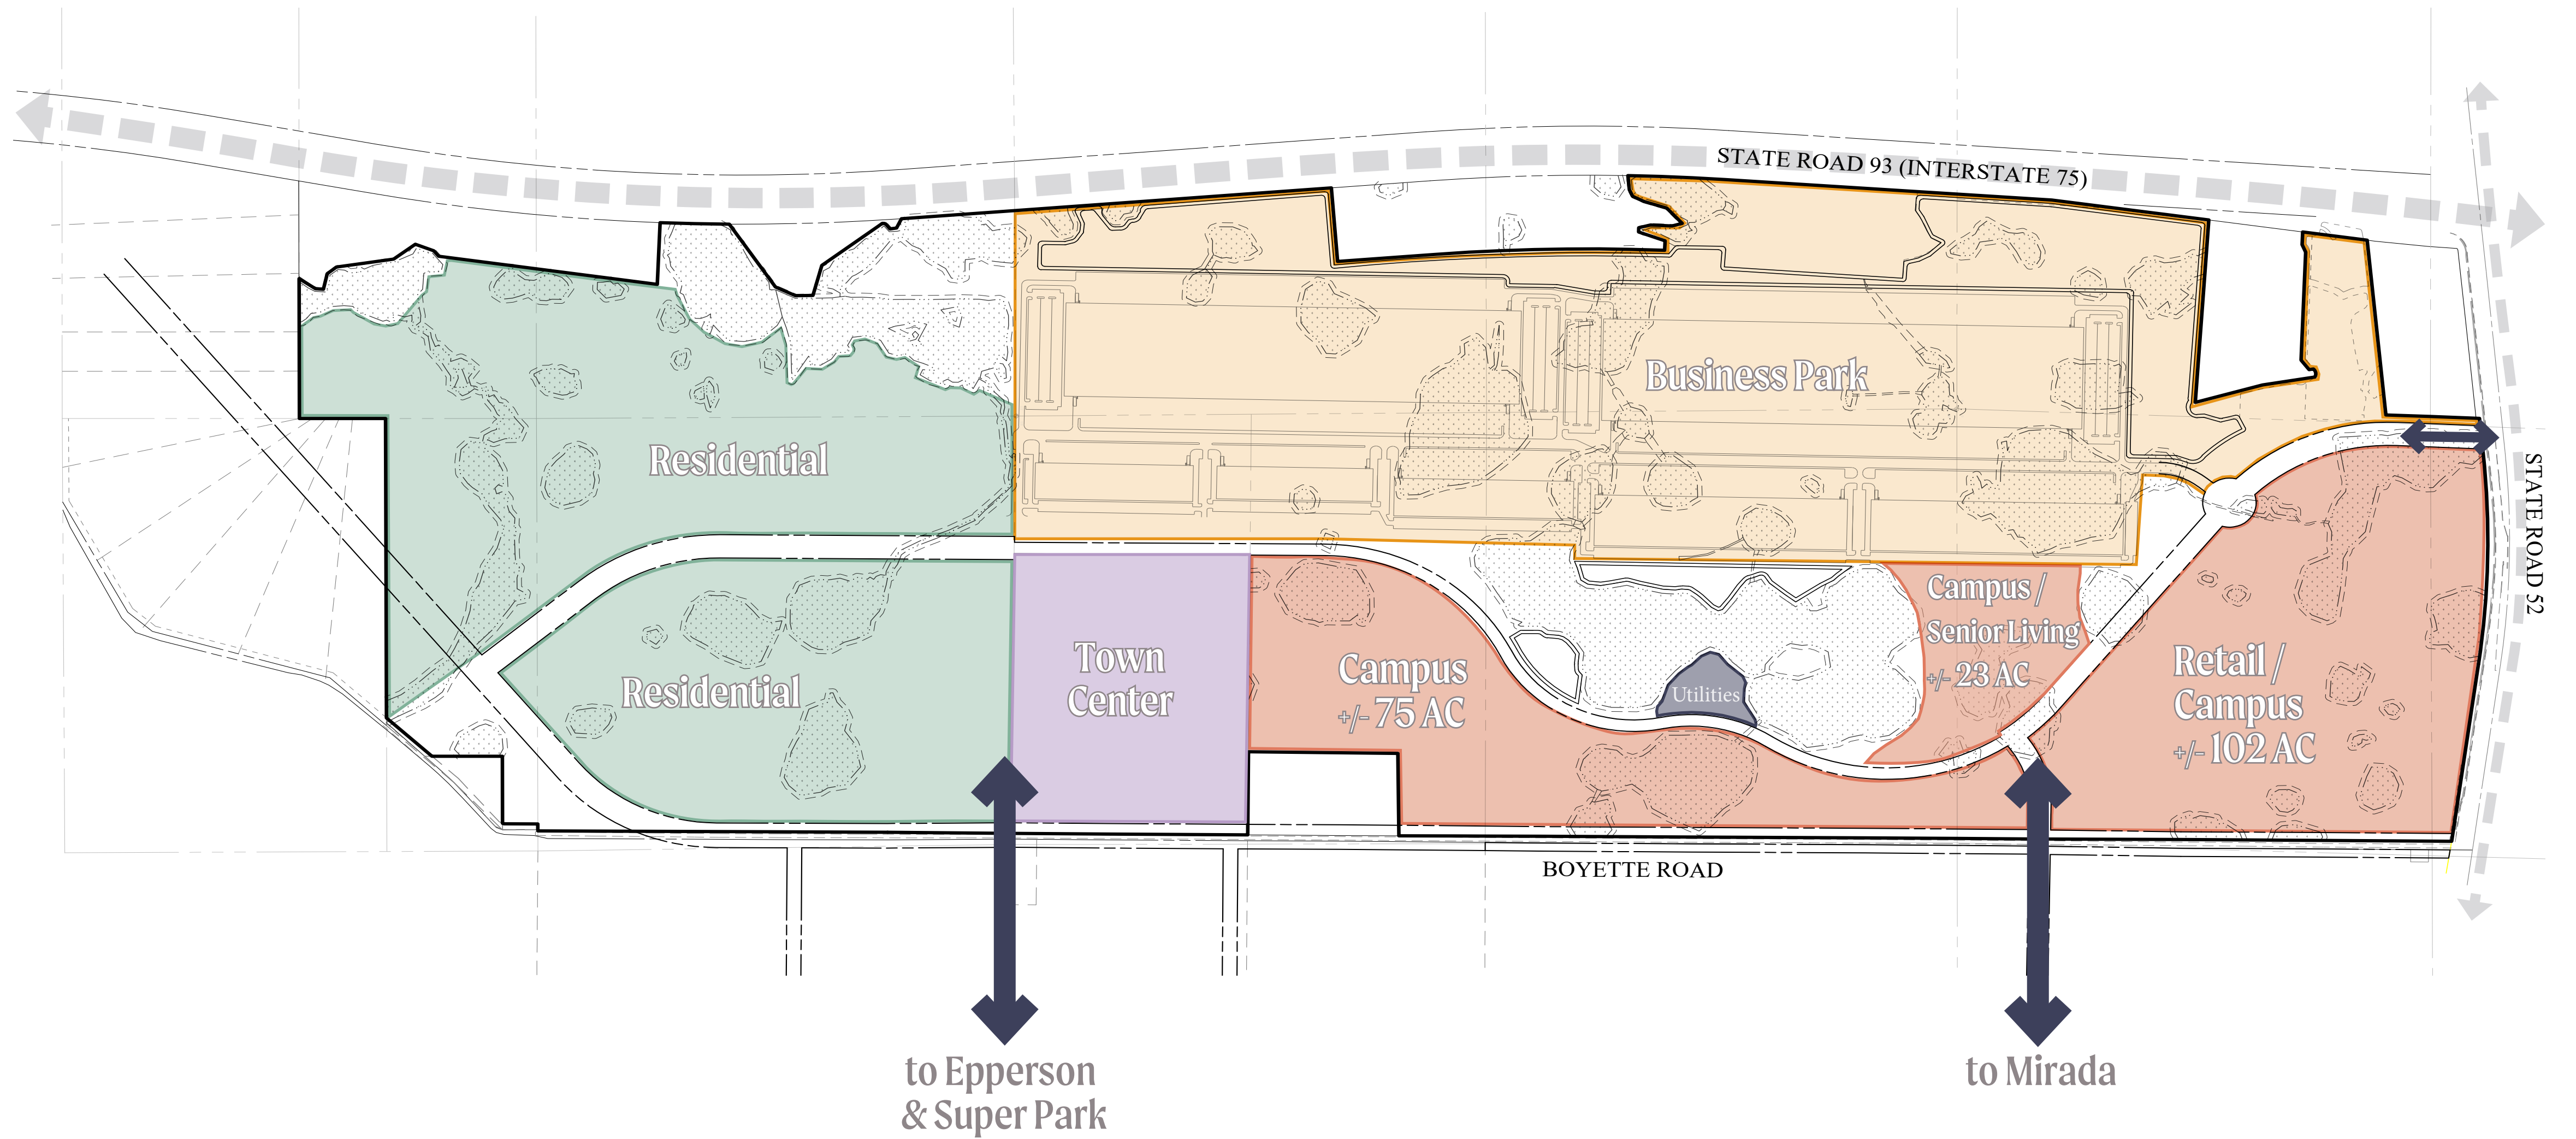 STATE ROAD 93 (INTERSTATE 75)
Business Park
Residential
STATE ROAD 52
Campus /
Senior Living
+/- 23 AC
Town
Center
Campus
+/- 75 AC
Retail /
Campus
+/- 102 AC
Residential
Utilities
BOYETTE ROAD
to Epperson
& Super Park
to Mirada